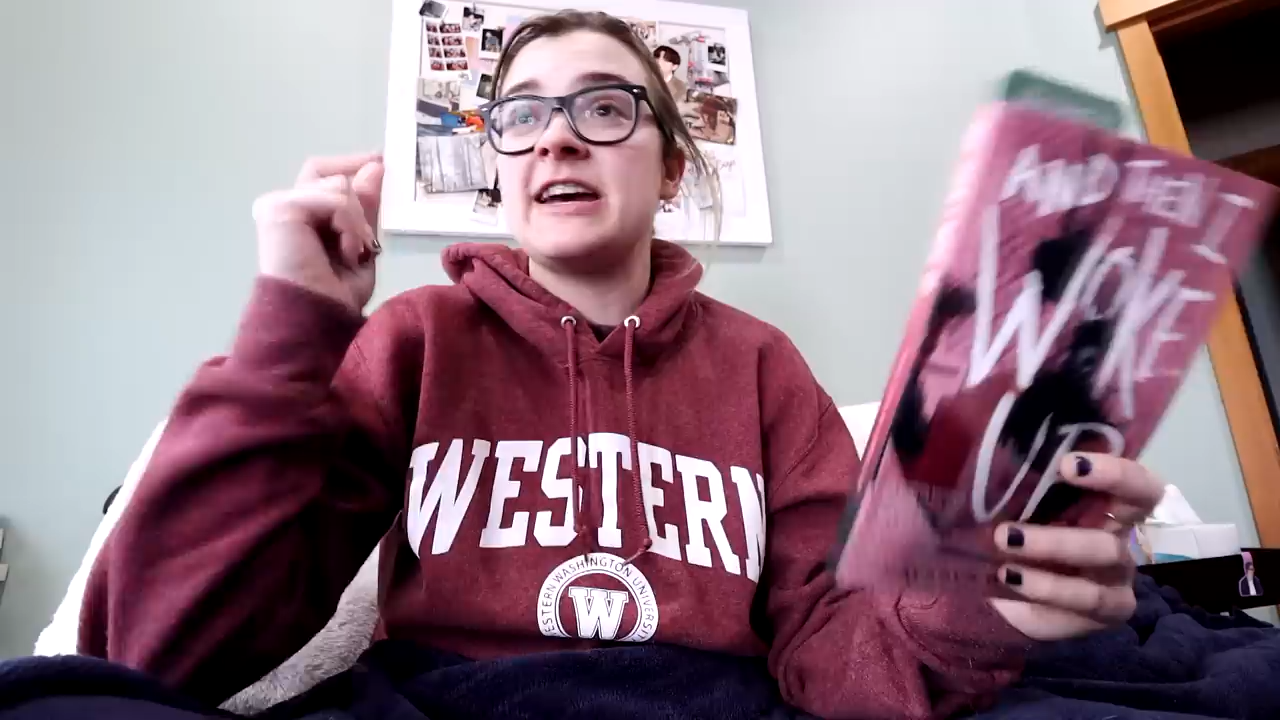 AND THEN I
WOKE
UP
WESTERN
WESTERN WASHINGTON UNIVERSITY
W